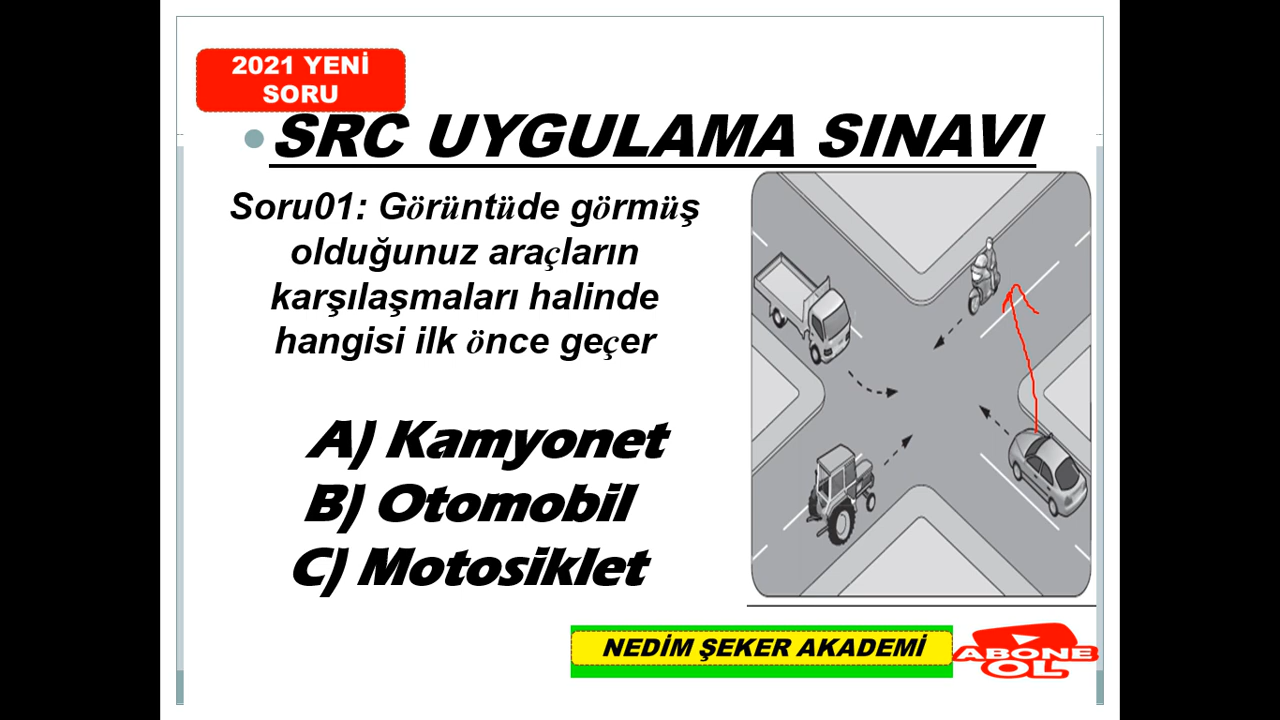 2021 YENİ
SORU
SRC UYGULAMA SINAVI
Soru01: Görüntüde görmüş
olduğunuz araçların
karşılaşmaları halinde
hangisi ilk önce geçer
A) Kamyonet
B) Otomobil
C) Motosiklet
NEDİM ŞEKER AKADEMİ
ABONE
OL